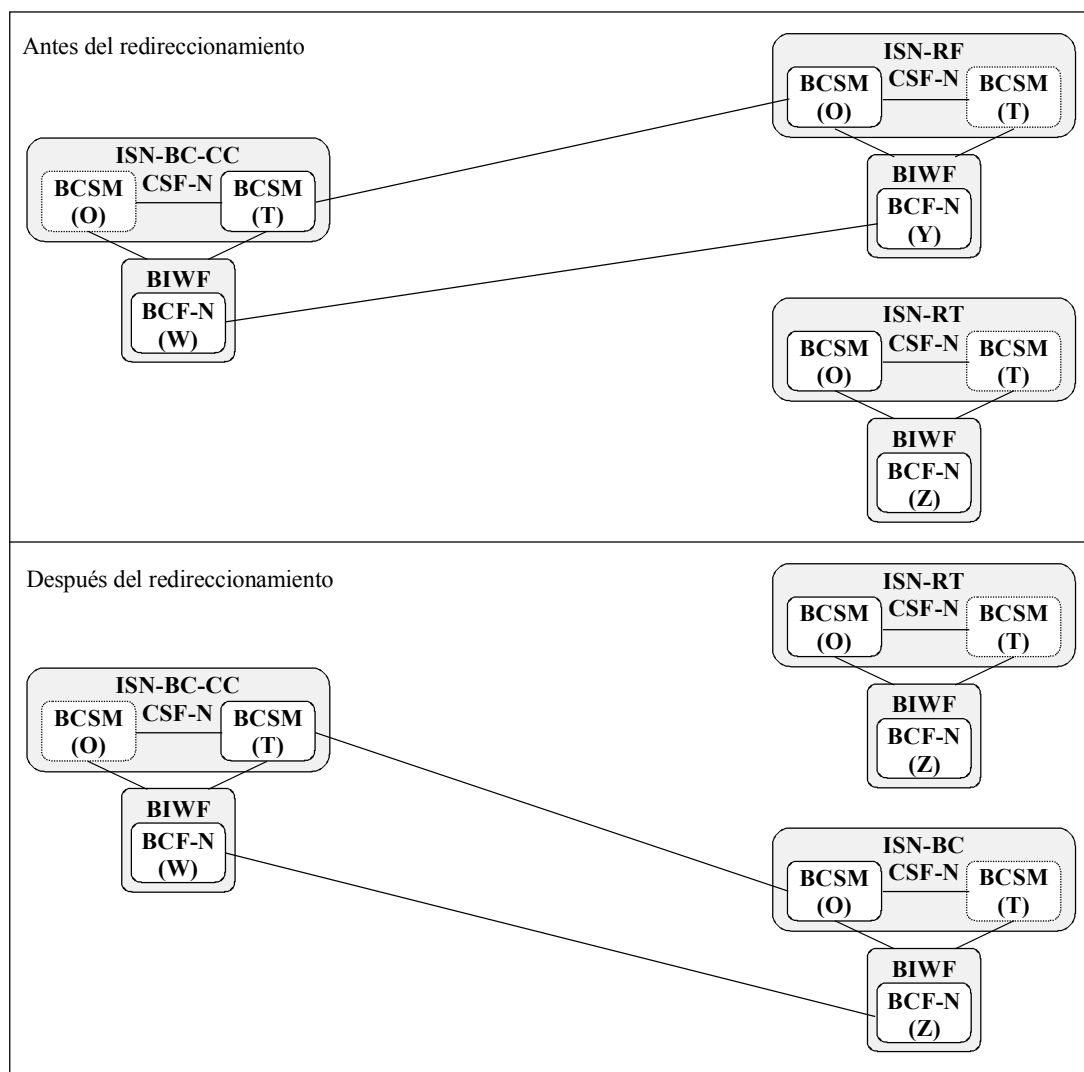 Antes del redireccionamiento
ISN-RF
CSF-N
BCSM
(O)
BCSM
(T)
BIWF
BCF-N
(Y)
ISN-BC-CC
CSF-N
BCSM
(O)
BCSM
(T)
BIWF
BCF-N
(W)
ISN-RT
CSF-N
BCSM
(O)
BCSM
(T)
BIWF
BCF-N
(Z)
Después del redireccionamiento
ISN-RT
CSF-N
BCSM
(O)
BCSM
(T)
BIWF
BCF-N
(Z)
ISN-BC-CC
CSF-N
BCSM
(O)
BCSM
(T)
BIWF
BCF-N
(W)
ISN-BC
CSF-N
BCSM
(O)
BCSM
(T)
BIWF
BCF-N
(Z)